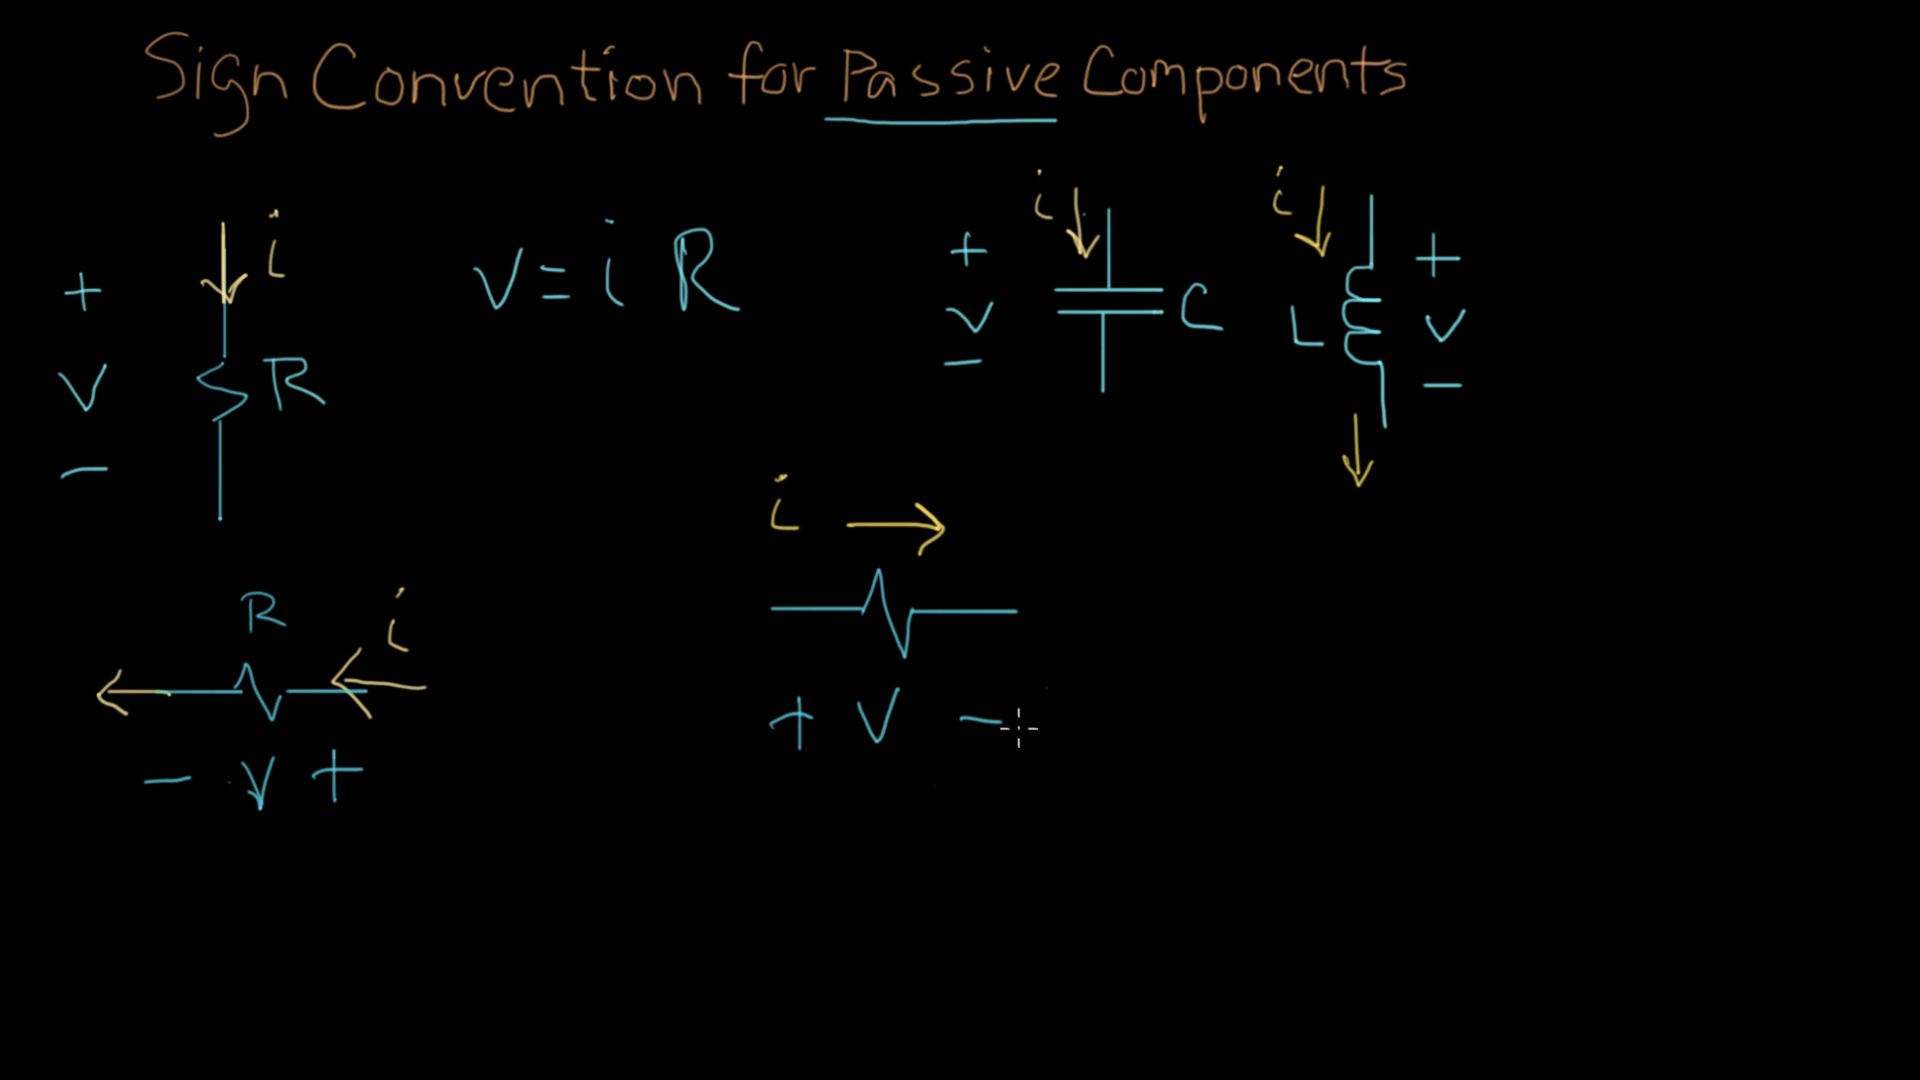 Sign Convention for Passive Components
i
+
v
-
R
v = i R
i
+
v
-
C
i
L
+
v
-
R
i
- v +
i
+ v -